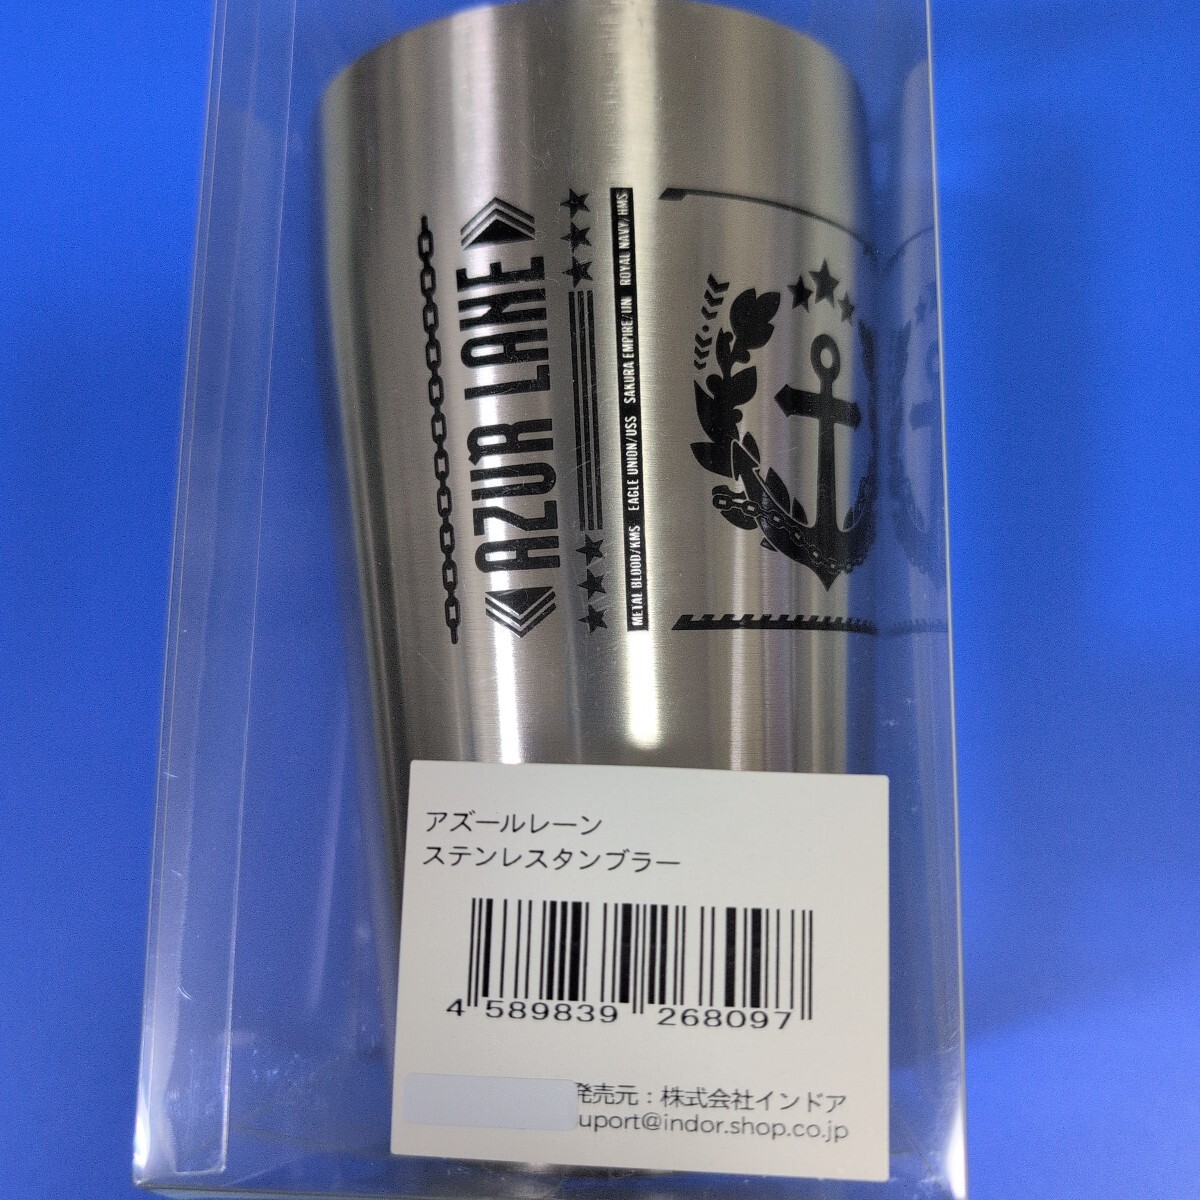 AZUR LANE
METAL BLOOD/KMS EAGLE UNION/USS SAKURA EMPIRE/IJN ROYAL NAVY/HMS
アズールレーン
ステンレスタンブラー
4 589839 268097
発売元：株式会社インドア
uport@indor.shop.co.jp